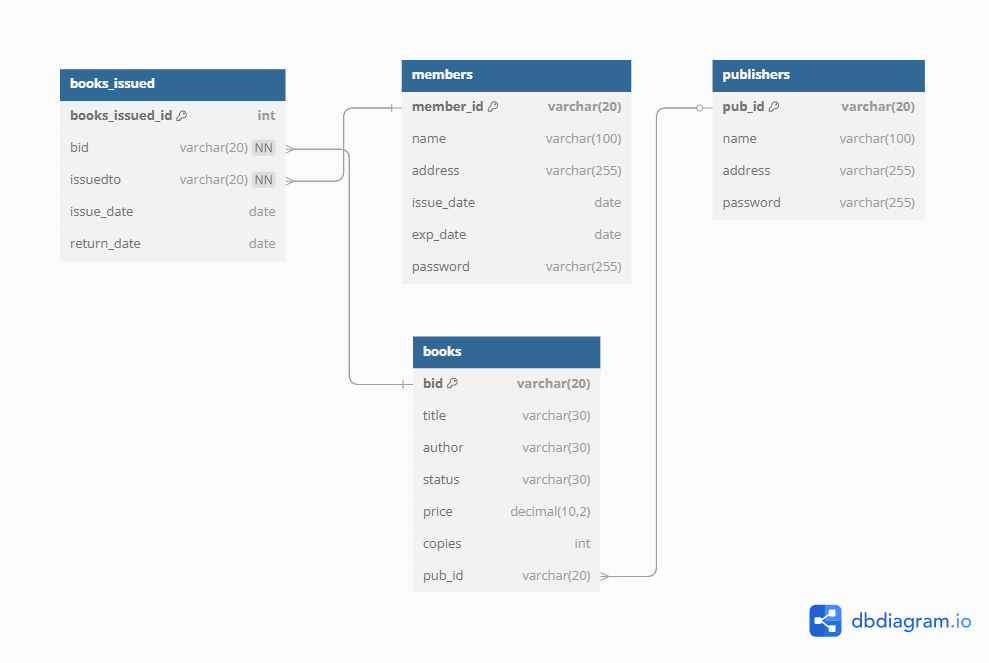 books_issued
books_issued_id int
bid varchar(20) NN
issuedto varchar(20) NN
issue_date date
return_date date
members
member_id varchar(20)
name varchar(100)
address varchar(255)
issue_date date
exp_date date
password varchar(255)
publishers
pub_id varchar(20)
name varchar(100)
address varchar(255)
password varchar(255)
books
bid varchar(20)
title varchar(30)
author varchar(30)
status varchar(30)
price decimal(10,2)
copies int
pub_id varchar(20)
dbdiagram.io